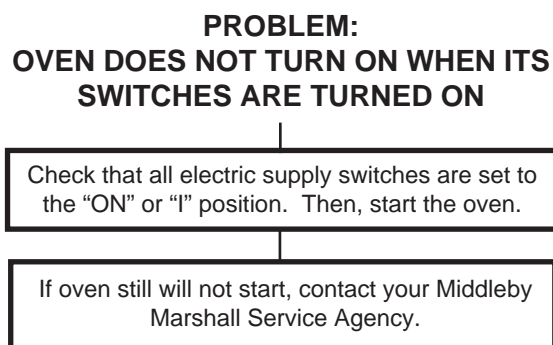 PROBLEM:
OVEN DOES NOT TURN ON WHEN ITS
SWITCHES ARE TURNED ON
Check that all electric supply switches are set to
the “ON” or “I” position.  Then, start the oven.
If oven still will not start, contact your Middleby
Marshall Service Agency.